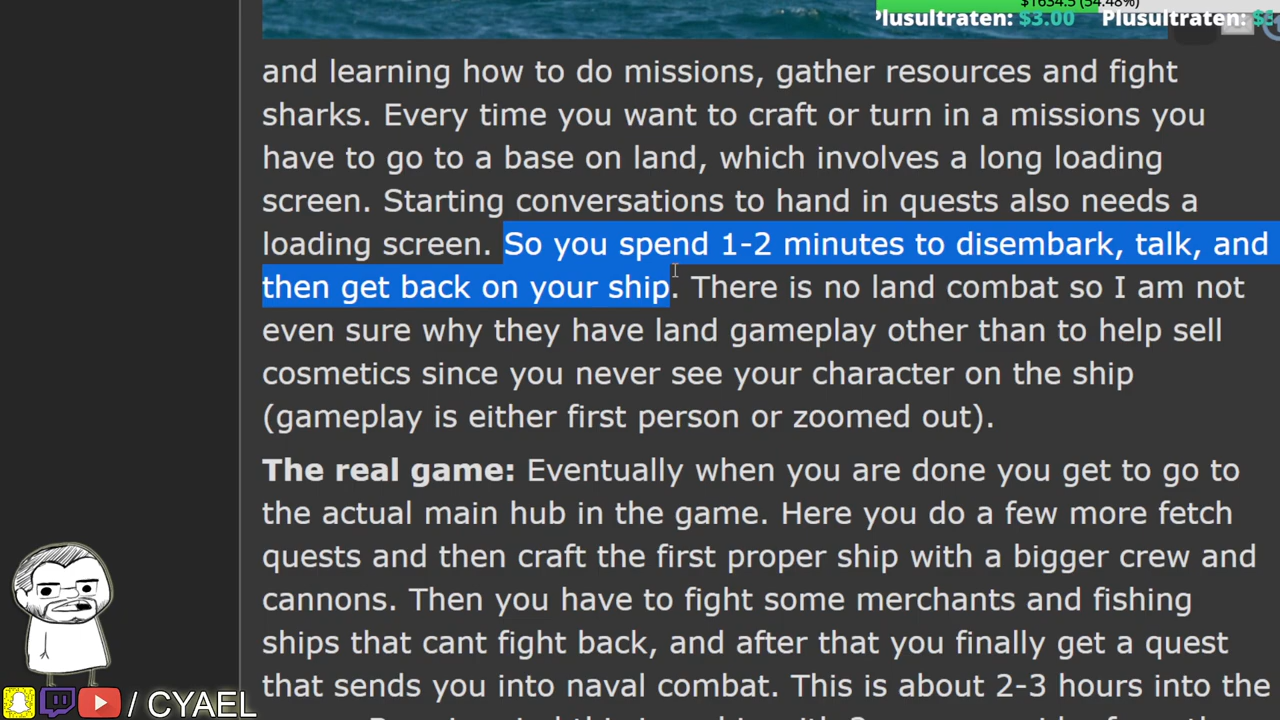 $1634.5 (54.48%)
Plusultraten: $3.00 Plusultraten:
and learning how to do missions, gather resources and fight
sharks. Every time you want to craft or turn in a missions you
have to go to a base on land, which involves a long loading
screen. Starting conversations to hand in quests also needs a
loading screen. So you spend 1-2 minutes to disembark, talk, and
then get back on your ship. There is no land combat so I am not
even sure why they have land gameplay other than to help sell
cosmetics since you never see your character on the ship
(gameplay is either first person or zoomed out).
The real game: Eventually when you are done you get to go to
the actual main hub in the game. Here you do a few more fetch
quests and then craft the first proper ship with a bigger crew and
cannons. Then you have to fight some merchants and fishing
ships that cant fight back, and after that you finally get a quest
that sends you into naval combat. This is about 2-3 hours into the
/ CYAEL